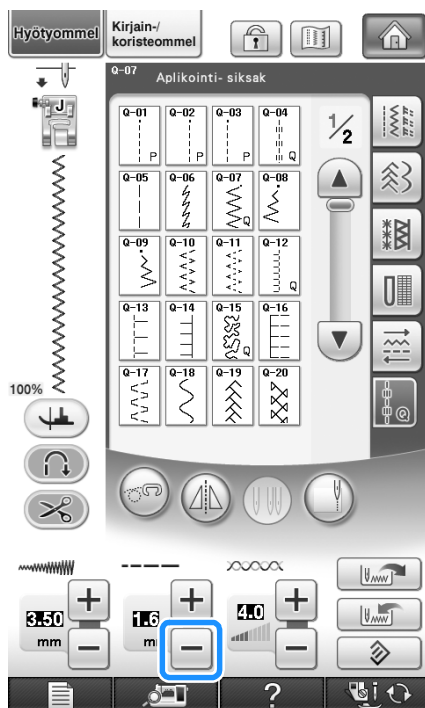 Hyötyommel
Kirjain-/
koristeommel
Q-07
Aplikointi- siksak
J
Q-01 Q-02 Q-03 Q-04
P P P Q
1/2
Q-05 Q-06 Q-07 Q-08
Q
Q-09 Q-10 Q-11 Q-12
Q
Q-13 Q-14 Q-15 Q-16
Q
Q-17 Q-18 Q-19 Q-20
Q
100%
3.50 1.6 4.0
mm m
?